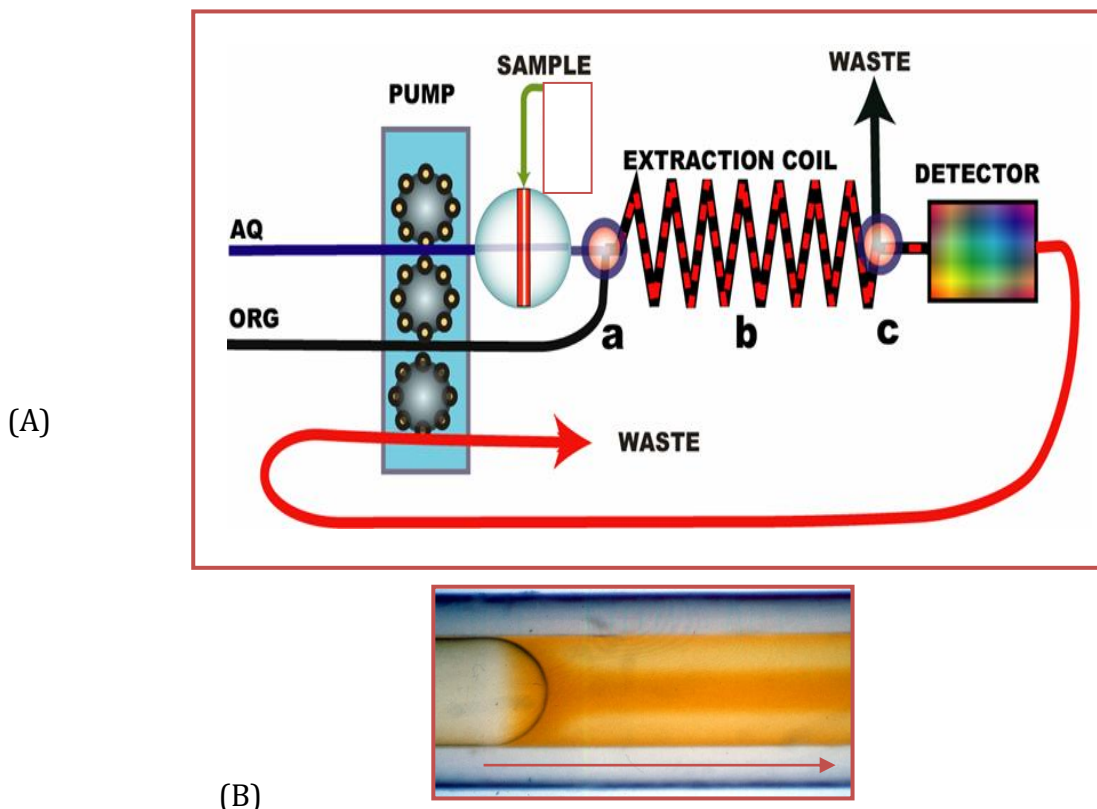 SAMPLE
WASTE
PUMP
EXTRACTION COIL
DETECTOR
AQ
ORG
a
b
c
(A)
WASTE
(B)